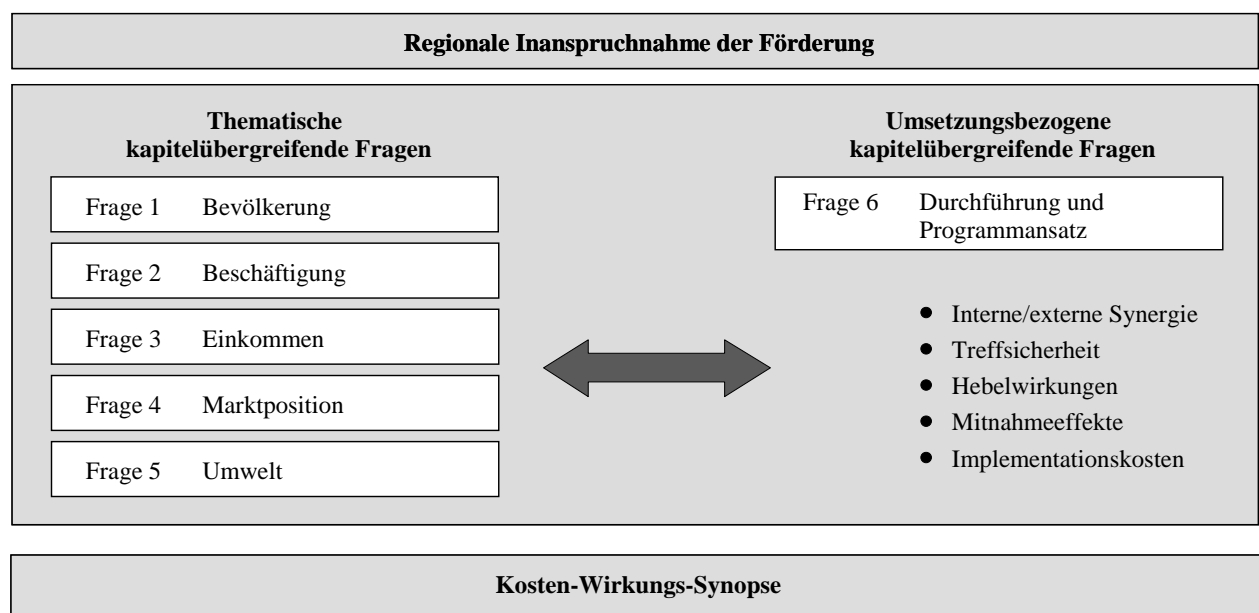 Regionale Inanspruchnahme der Förderung
Thematische
kapitelübergreifende Fragen
Frage 1 Bevölkerung
Frage 2 Beschäftigung
Frage 3 Einkommen
Frage 4 Marktposition
Frage 5 Umwelt
Umsetzungsbezogene
kapitelübergreifende Fragen
Frage 6 Durchführung und
Programmansatz
● Interne/externe Synergie
● Treffsicherheit
● Hebelwirkungen
● Mitnahmeeffekte
● Implementationskosten
Kosten-Wirkungs-Synopse